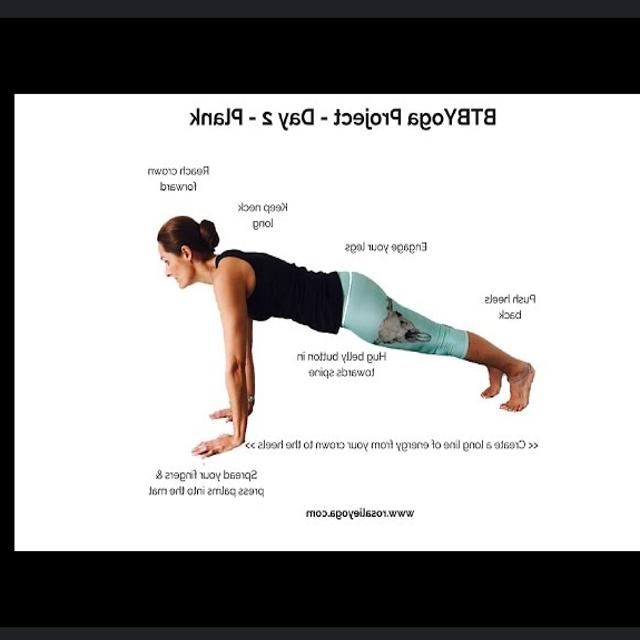 BTBYoga Project - Day 2 - Plank
Reach crown
forward
Keep neck
long
Engage your legs
Push heels
back
Hug belly button in
towards spine
<< Create a long line of energy from your crown to the heels >>
Spread your fingers &
press palms into the mat
www.rosalieyoga.com